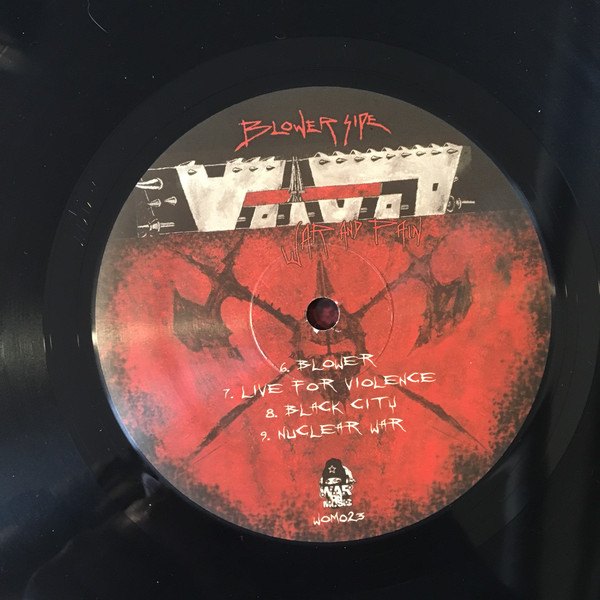 BLOWER SIDE
VOIVOD
WAR AND PAIN
6. BLOWER
7. LIVE FOR VIOLENCE
8. BLACK CITY
9. NUCLEAR WAR
WAR
ON
MUSIC
WOM023